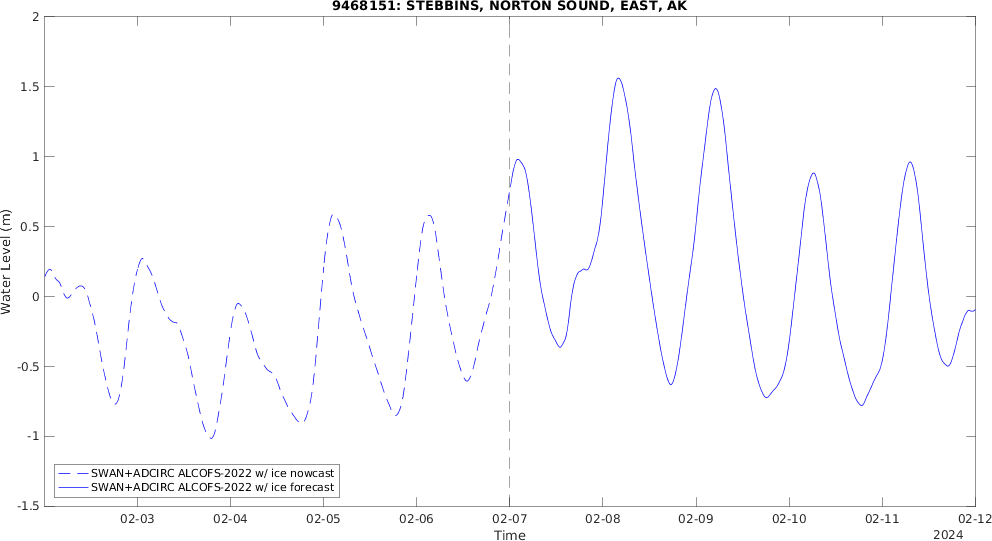 9468151: STEBBINS, NORTON SOUND, EAST, AK
2
1.5
1
0.5
0
-0.5
-1
-1.5
Water Level (m)
SWAN+ADCIRC ALCOFS-2022 w/ ice nowcast
SWAN+ADCIRC ALCOFS-2022 w/ ice forecast
02-03 02-04 02-05 02-06 02-07 02-08 02-09 02-10 02-11 02-12
Time
2024